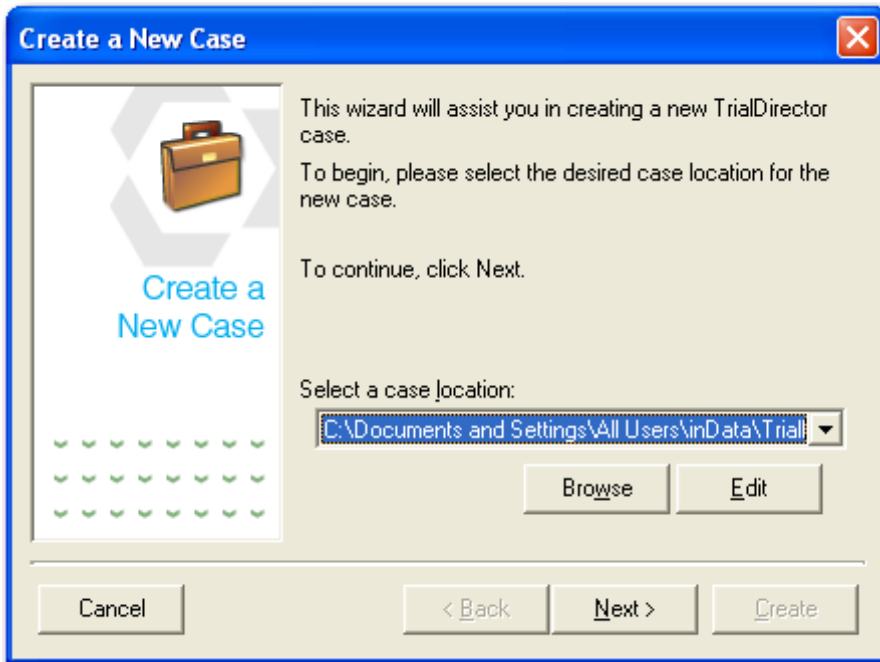 Create a New Case
This wizard will assist you in creating a new TrialDirector
case.
To begin, please select the desired case location for the
new case.
To continue, click Next.
Create a
New Case
Select a case location:
C:\Documents and Settings\All Users\inData\Trial
Browse
Edit
Cancel
< Back
Next >
Create